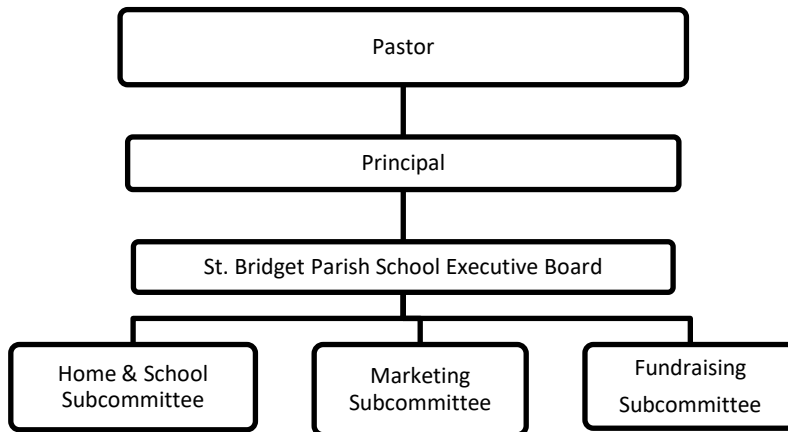 Pastor
Principal
St. Bridget Parish School Executive Board
Home & School
Subcommittee
Marketing
Subcommittee
Fundraising
Subcommittee